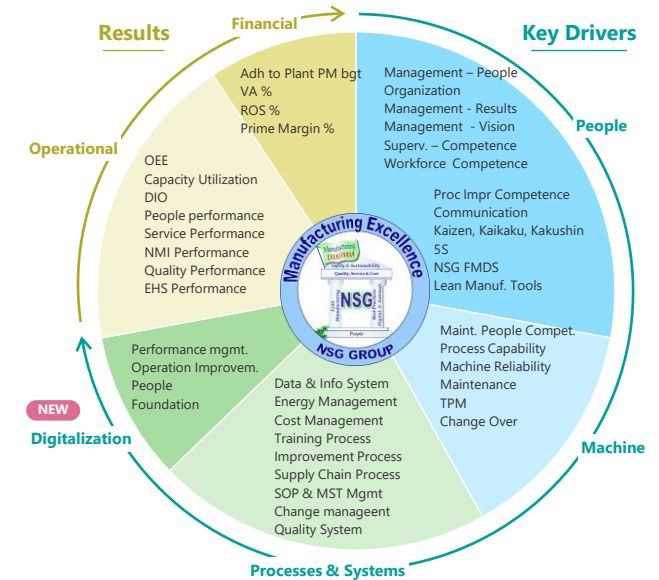 Results
Financial
Key Drivers
Adh to Plant PM bgt
VA %
ROS %
Prime Margin %
Management – People
Organization
Management - Results
Management - Vision
Superv. – Competence
Workforce Competence
People
Operational
OEE
Capacity Utilization
DIO
People performance
Service Performance
NMI Performance
Quality Performance
EHS Performance
Proc Impr Competence
Communication
Kaizen, Kaikaku, Kakushin
5S
NSG FMDS
Lean Manuf. Tools
Manufacturing Excellence
Manufacturing
Safety & Sustainability
Quality, Service & Cost
NSG
Lean Manufacturing
People
NSG GROUP
Maint. People Compet.
Process Capability
Machine Reliability
Maintenance
TPM
Change Over
Performance mgmt.
Operation Improvem.
People
Foundation
Data & Info System
Energy Management
Cost Management
Training Process
Improvement Process
Supply Chain Process
SOP & MST Mgmt
Change manageent
Quality System
NEW
Digitalization
Machine
Processes & Systems